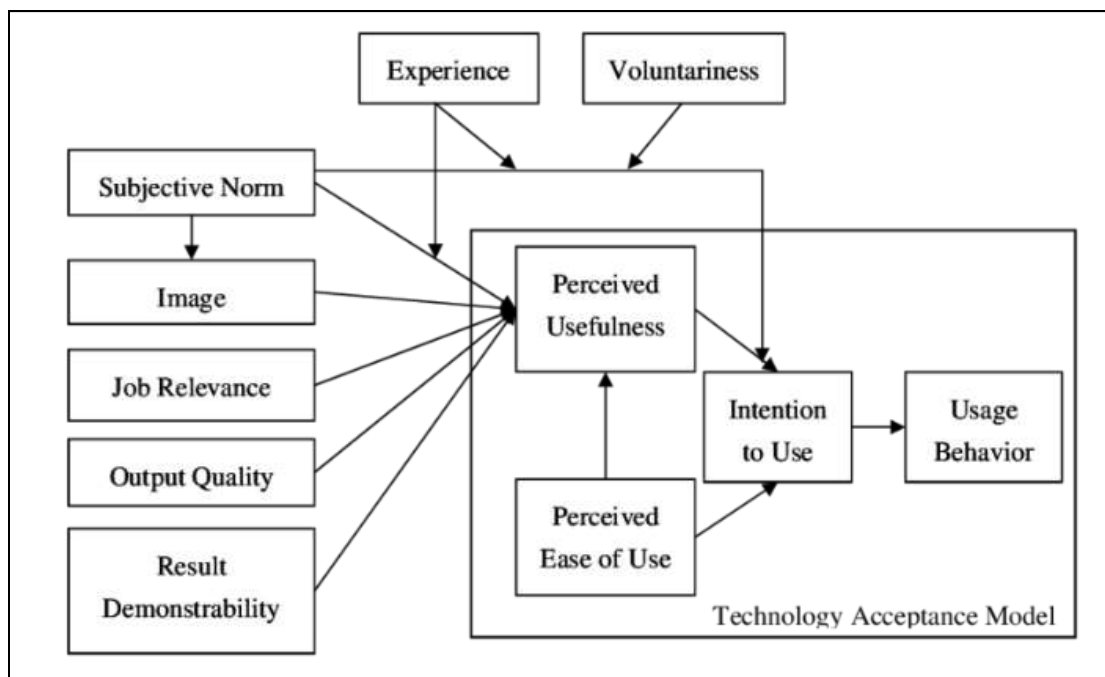 Experience
Voluntariness
Subjective Norm
Image
Job Relevance
Output Quality
Result
Demonstrability
Perceived
Usefulness
Perceived
Ease of Use
Intention
to Use
Usage
Behavior
Technology Acceptance Model